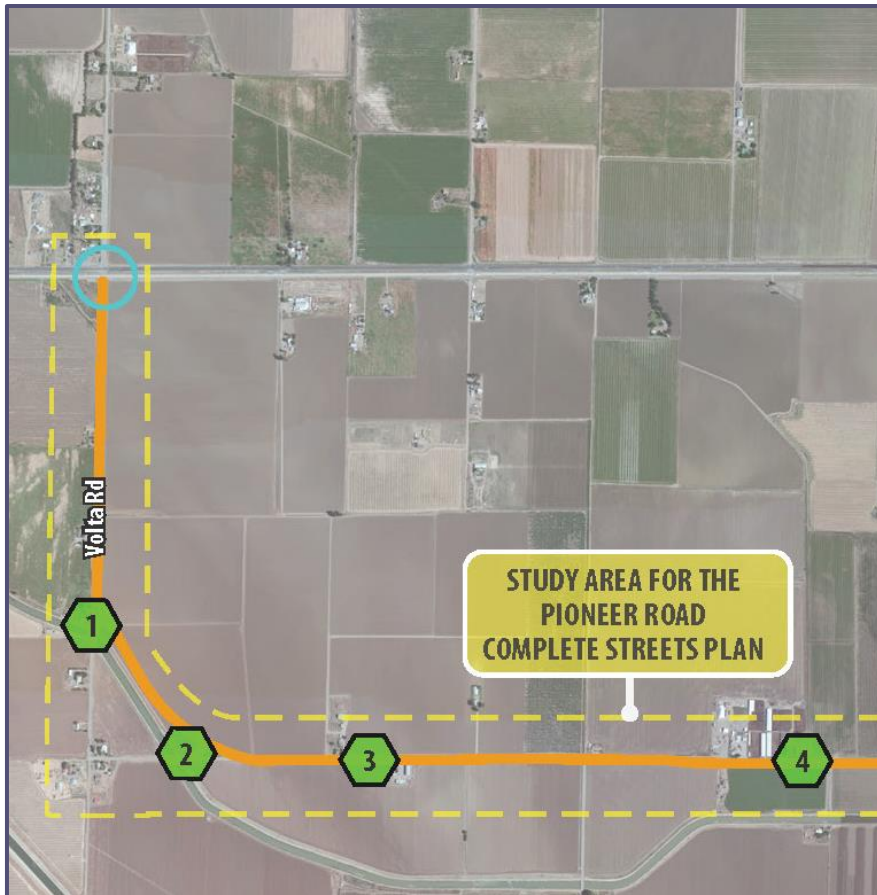 Volta Rd
STUDY AREA FOR THE
PIONEER ROAD
COMPLETE STREETS PLAN
1
2
3
4